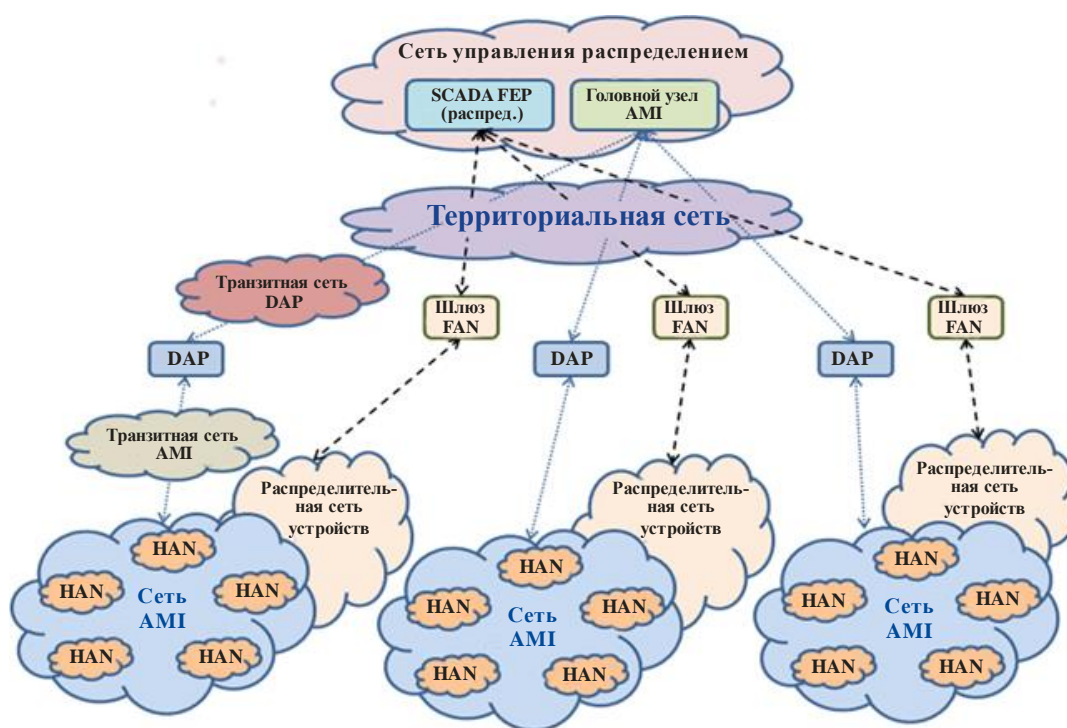 Сеть управления распределением
SCADA FEP
(распред.)
Головной узел
AMI
Территориальная сеть
Транзитная сеть
DAP
Шлюз
FAN
Шлюз
FAN
Шлюз
FAN
DAP
DAP
DAP
Транзитная сеть
AMI
Распределитель-
ная сеть
устройств
Распределитель-
ная сеть
устройств
Распределитель-
ная сеть
устройств
HAN
HAN
HAN
Сеть
AMI
HAN
HAN
HAN
HAN
HAN
Сеть
AMI
HAN
HAN
HAN
HAN
HAN
Сеть
AMI
HAN
HAN